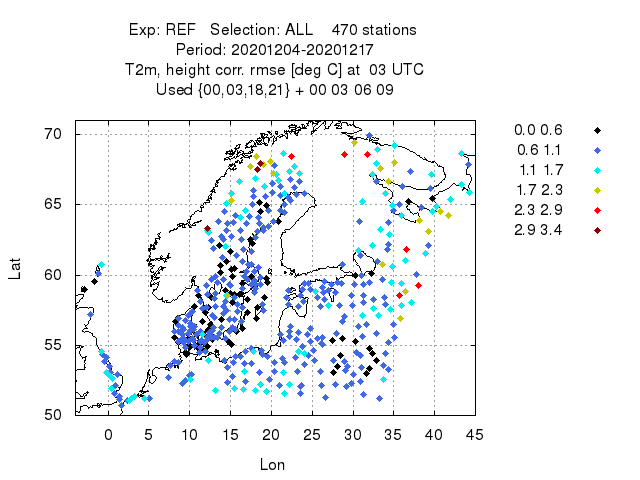 Exp: REF Selection: ALL 470 stations
Period: 20201204-20201217
T2m, height corr. rmse [deg C] at 03 UTC
Used {00,03,18,21} + 00 03 06 09
0.0 0.6
0.6 1.1
1.1 1.7
1.7 2.3
2.3 2.9
2.9 3.4
70
65
60
55
50
Lat
0 5 10 15 20 25 30 35 40 45
Lon